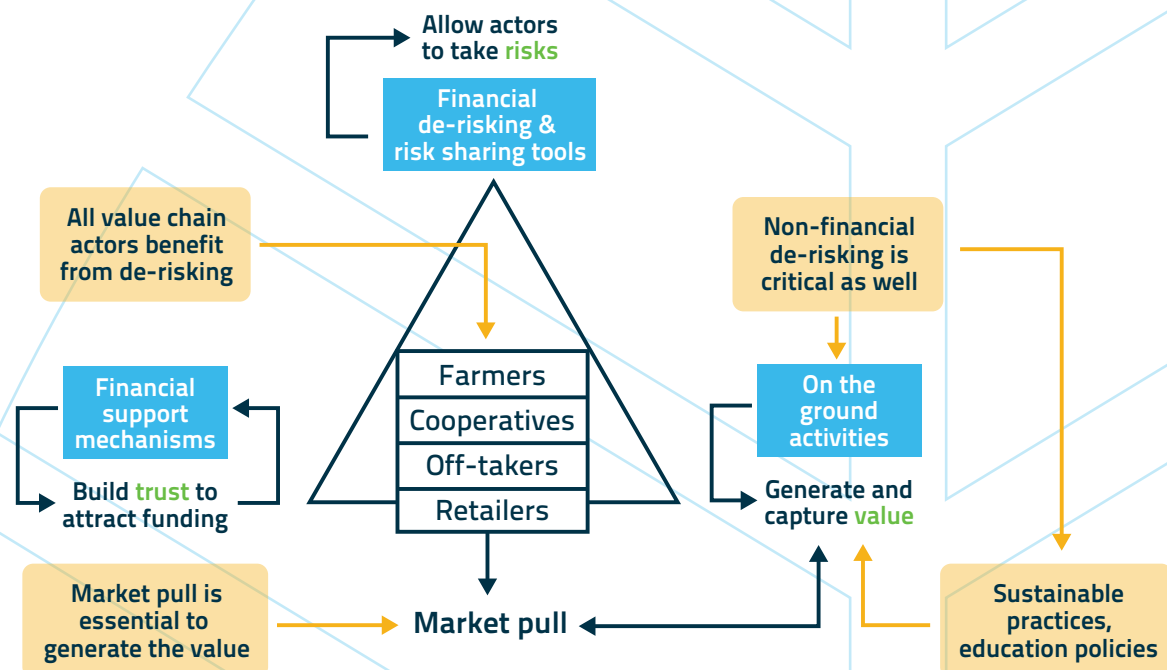 Allow actors
to take risks
Financial
de-risking &
risk sharing tools
All value chain
actors benefit
from de-risking
Non-financial
de-risking is
critical as well
Farmers
Cooperatives
Off-takers
Retailers
Financial
support
mechanisms
Build trust to
attract funding
On the
ground
activities
Generate and
capture value
Market pull is
essential to
generate the value
Market pull
Sustainable
practices,
education policies